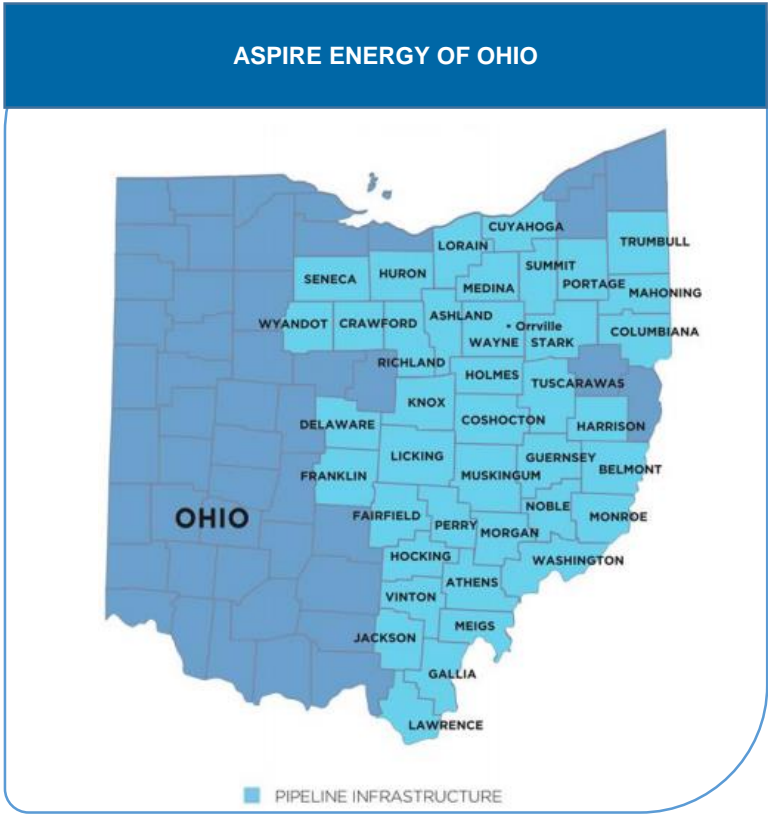 ASPIRE ENERGY OF OHIO
CUYAHOGA
LORAIN
TRUMBULL
SUMMIT
HURON
SENECA
PORTAGE
MEDINA
MAHONING
ASHLAND
WYANDOT
CRAWFORD
• Orrville
COLUMBIANA
WAYNE
STARK
RICHLAND
HOLMES
TUSCARAWAS
KNOX
COSHOCTON
DELAWARE
HARRISON
LICKING
GUERNSEY
BELMONT
FRANKLIN
MUSKINGUM
NOBLE
FAIRFIELD
MONROE
OHIO
PERRY
MORGAN
HOCKING
WASHINGTON
ATHENS
VINTON
MEIGS
JACKSON
GALLIA
LAWRENCE
PIPELINE INFRASTRUCTURE